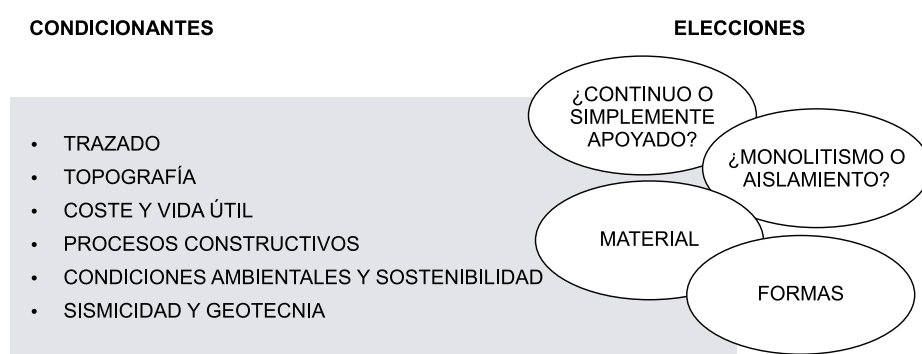 CONDICIONANTES
ELECCIONES
• TRAZADO
• TOPOGRAFÍA
• COSTE Y VIDA ÚTIL
• PROCESOS CONSTRUCTIVOS
• CONDICIONES AMBIENTALES Y SOSTENIBILIDAD
• SISMICIDAD Y GEOTECNIA
¿CONTINUO O
SIMPLEMENTE
APOYADO?
¿MONOLITISMO O
AISLAMIENTO?
MATERIAL
FORMAS